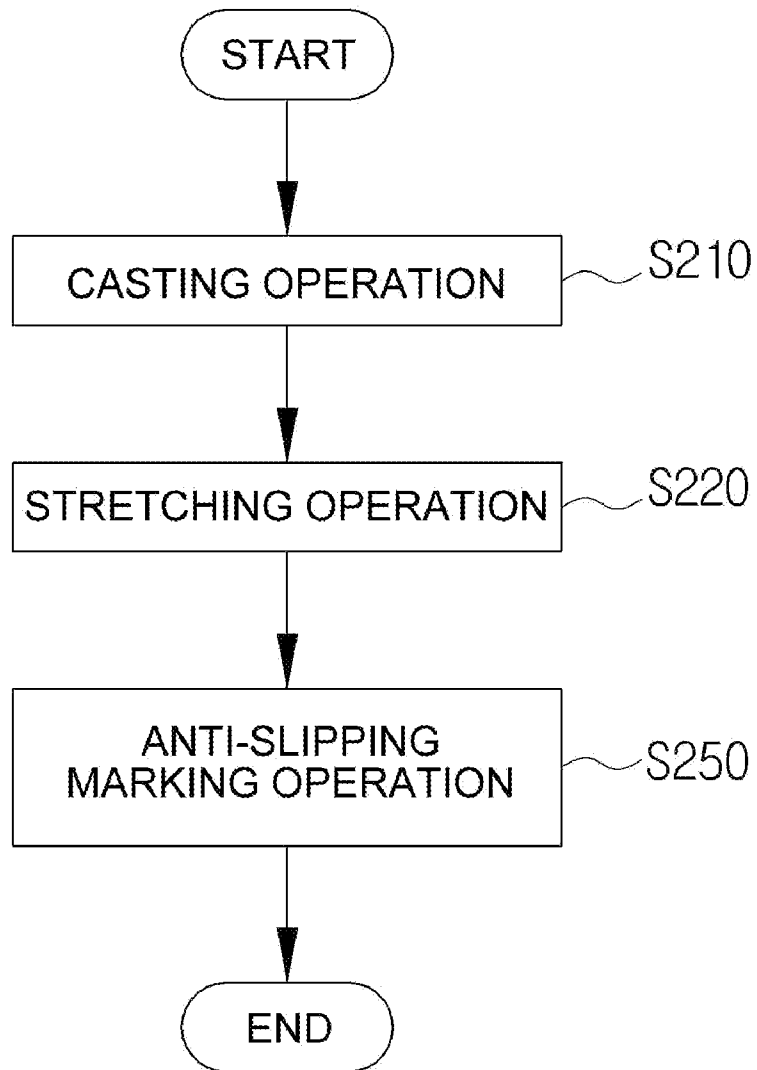 START
CASTING OPERATION
S210
STRETCHING OPERATION
S220
ANTI-SLIPPING
MARKING OPERATION
S250
END